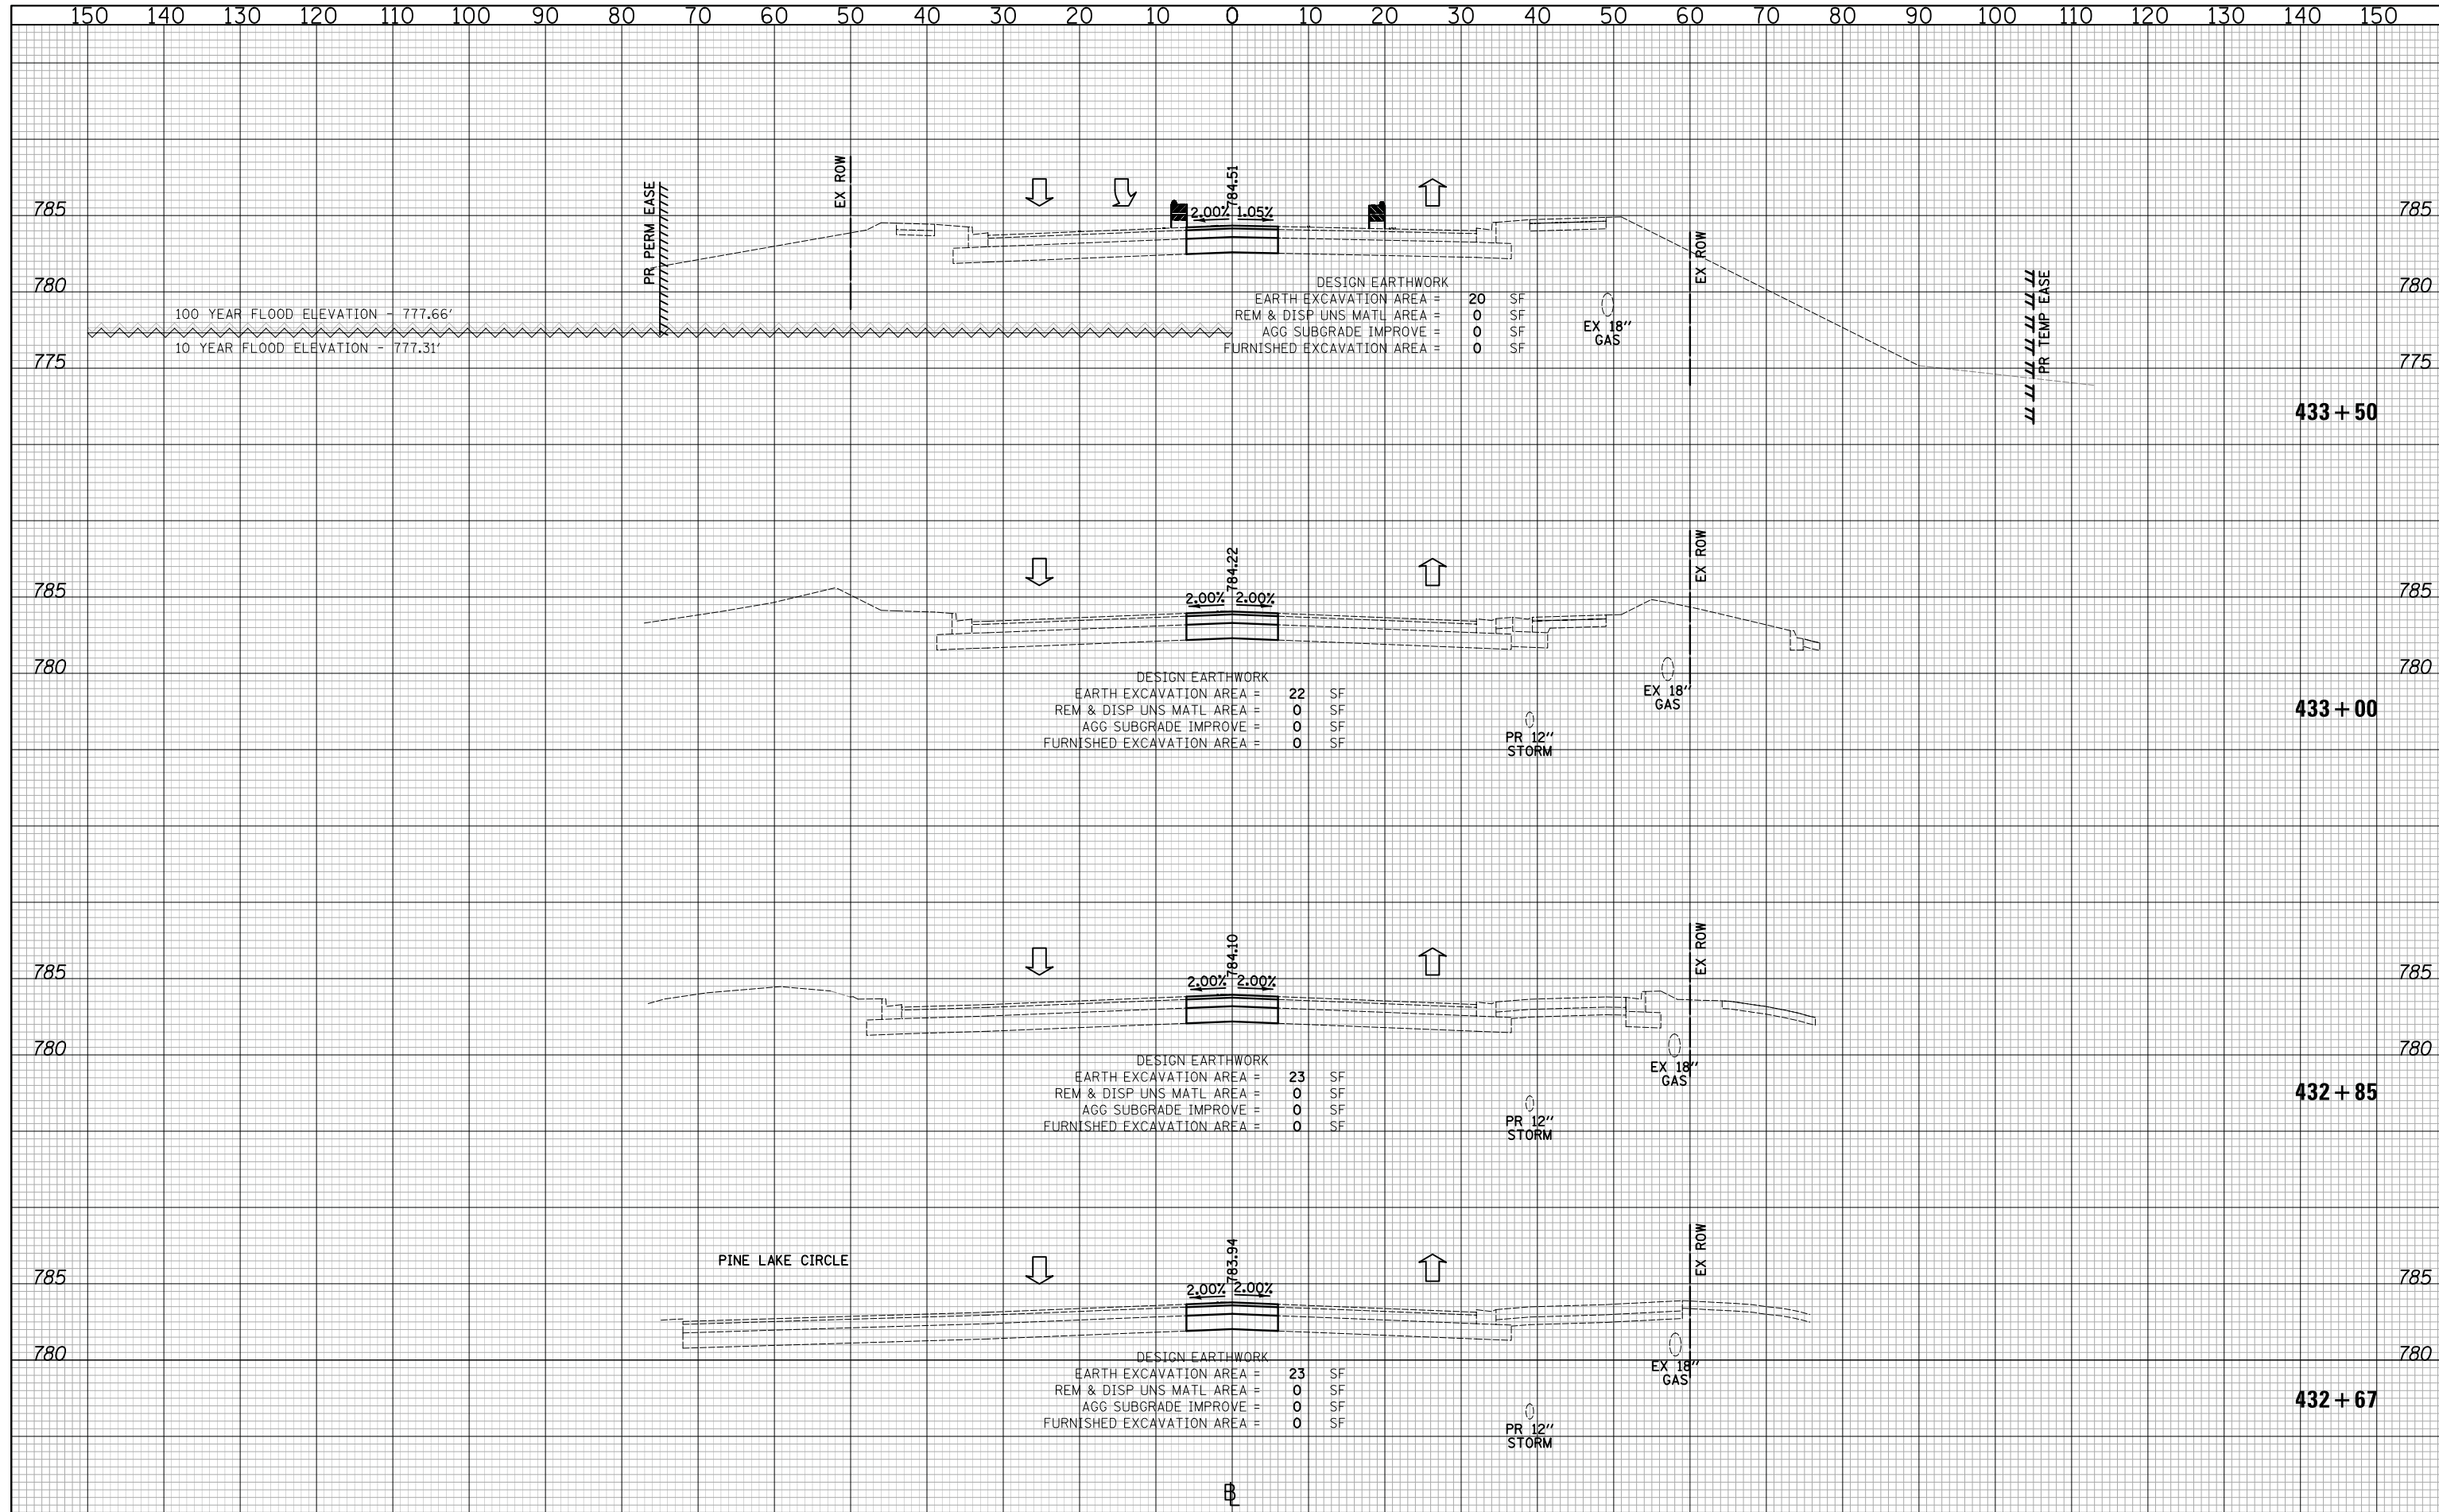 150 140 130 120 110 100 90 80 70 60 50 40 30 20 10 0 10 20 30 40 50 60 70 80 90 100 110 120 130 140 150
PR PERM EASE
EX ROW
784.51
2.00% 1.05%
785 785
EX ROW
780 780
PR TEMP EASE
DESIGN EARTHWORK
EARTH EXCAVATION AREA = 20 SF
REM & DISP UNS MATL AREA = 0 SF
AGG SUBGRADE IMPROVE = 0 SF
FURNISHED EXCAVATION AREA = 0 SF
EX 18"
GAS
100 YEAR FLOOD ELEVATION - 777.66'
10 YEAR FLOOD ELEVATION - 777.31'
775 775
433+50
EX ROW
784.22
2.00% 2.00%
785 785
780 780
DESIGN EARTHWORK
EARTH EXCAVATION AREA = 22 SF
REM & DISP UNS MATL AREA = 0 SF
AGG SUBGRADE IMPROVE = 0 SF
FURNISHED EXCAVATION AREA = 0 SF
EX 18"
GAS
PR 12"
STORM
433+00
EX ROW
784.10
2.00% 2.00%
785 785
780 780
DESIGN EARTHWORK
EARTH EXCAVATION AREA = 23 SF
REM & DISP UNS MATL AREA = 0 SF
AGG SUBGRADE IMPROVE = 0 SF
FURNISHED EXCAVATION AREA = 0 SF
EX 18"
GAS
PR 12"
STORM
432+85
EX ROW
PINE LAKE CIRCLE
783.94
2.00% 2.00%
785 785
780 780
DESIGN EARTHWORK
EARTH EXCAVATION AREA = 23 SF
REM & DISP UNS MATL AREA = 0 SF
AGG SUBGRADE IMPROVE = 0 SF
FURNISHED EXCAVATION AREA = 0 SF
EX 18"
GAS
PR 12"
STORM
432+67
BL